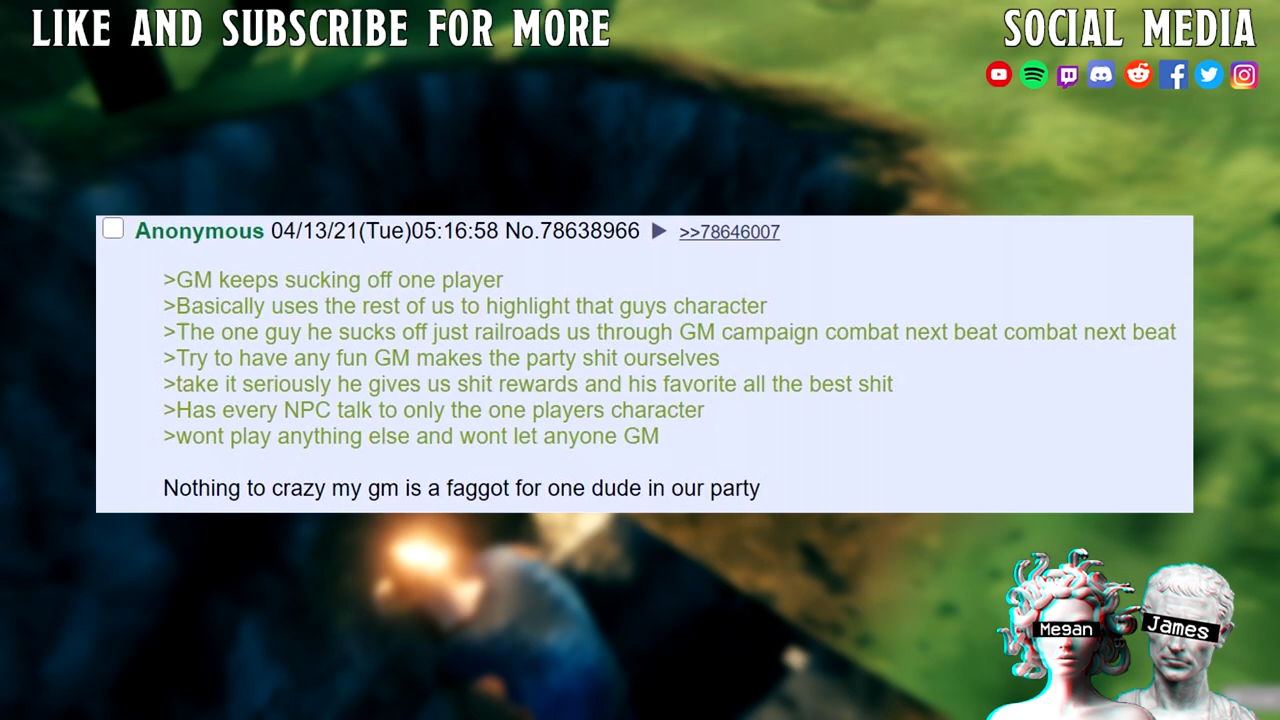 LIKE AND SUBSCRIBE FOR MORE
SOCIAL MEDIA
Anonymous 04/13/21(Tue)05:16:58 No.78638966 ▶ >>78646007
>GM keeps sucking off one player
>Basically uses the rest of us to highlight that guys character
>The one guy he sucks off just railroads us through GM campaign combat next beat combat next beat
>Try to have any fun GM makes the party shit ourselves
>take it seriously he gives us shit rewards and his favorite all the best shit
>Has every NPC talk to only the one players character
>wont play anything else and wont let anyone GM
Nothing to crazy my gm is a faggot for one dude in our party
Megan
James